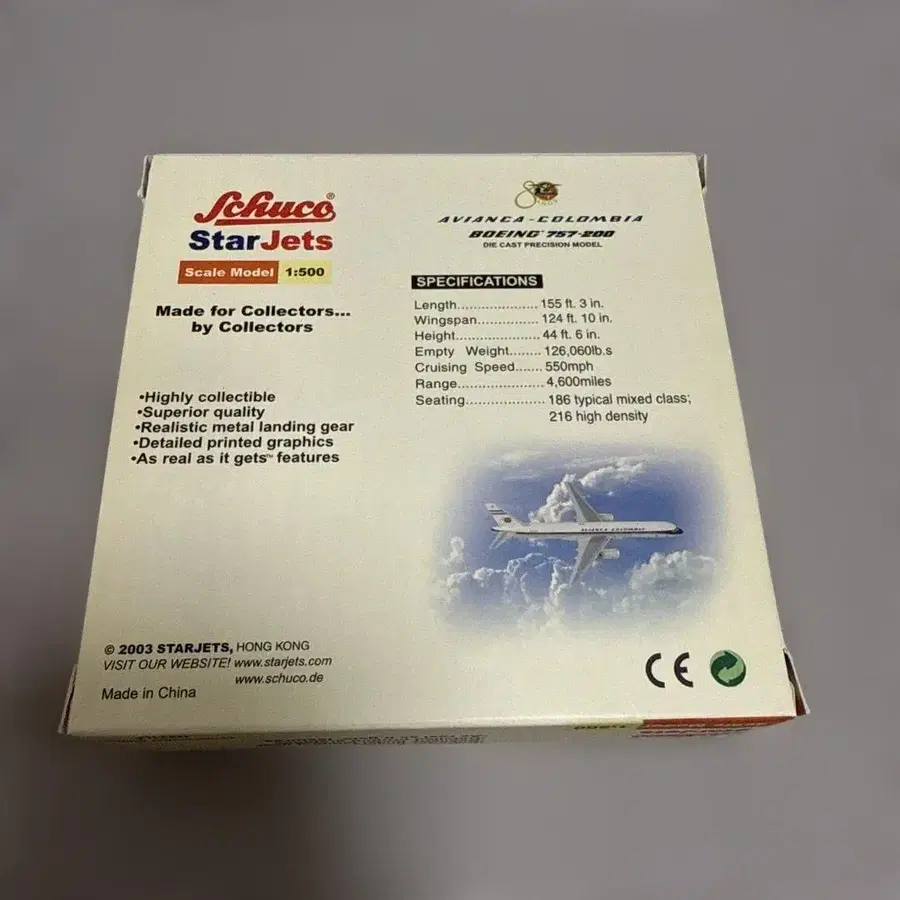 Schuco®
StarJets
Scale Model 1:500
Made for Collectors...
by Collectors
•Highly collectible
•Superior quality
•Realistic metal landing gear
•Detailed printed graphics
•As real as it gets™ features
© 2003 STARJETS, HONG KONG
VISIT OUR WEBSITE! www.starjets.com
www.schuco.de
Made in China
AVIANCA-COLOMBIA
BOEING 757-200
DIE CAST PRECISION MODEL
SPECIFICATIONS
Length.................... 155 ft. 3 in.
Wingspan............... 124 ft. 10 in.
Height..................... 44 ft. 6 in.
Empty Weight........ 126,060lb.s
Cruising Speed....... 550mph
Range..................... 4,600miles
Seating.................... 186 typical mixed class;
216 high density
AVIANCA COLOMBIA
CE